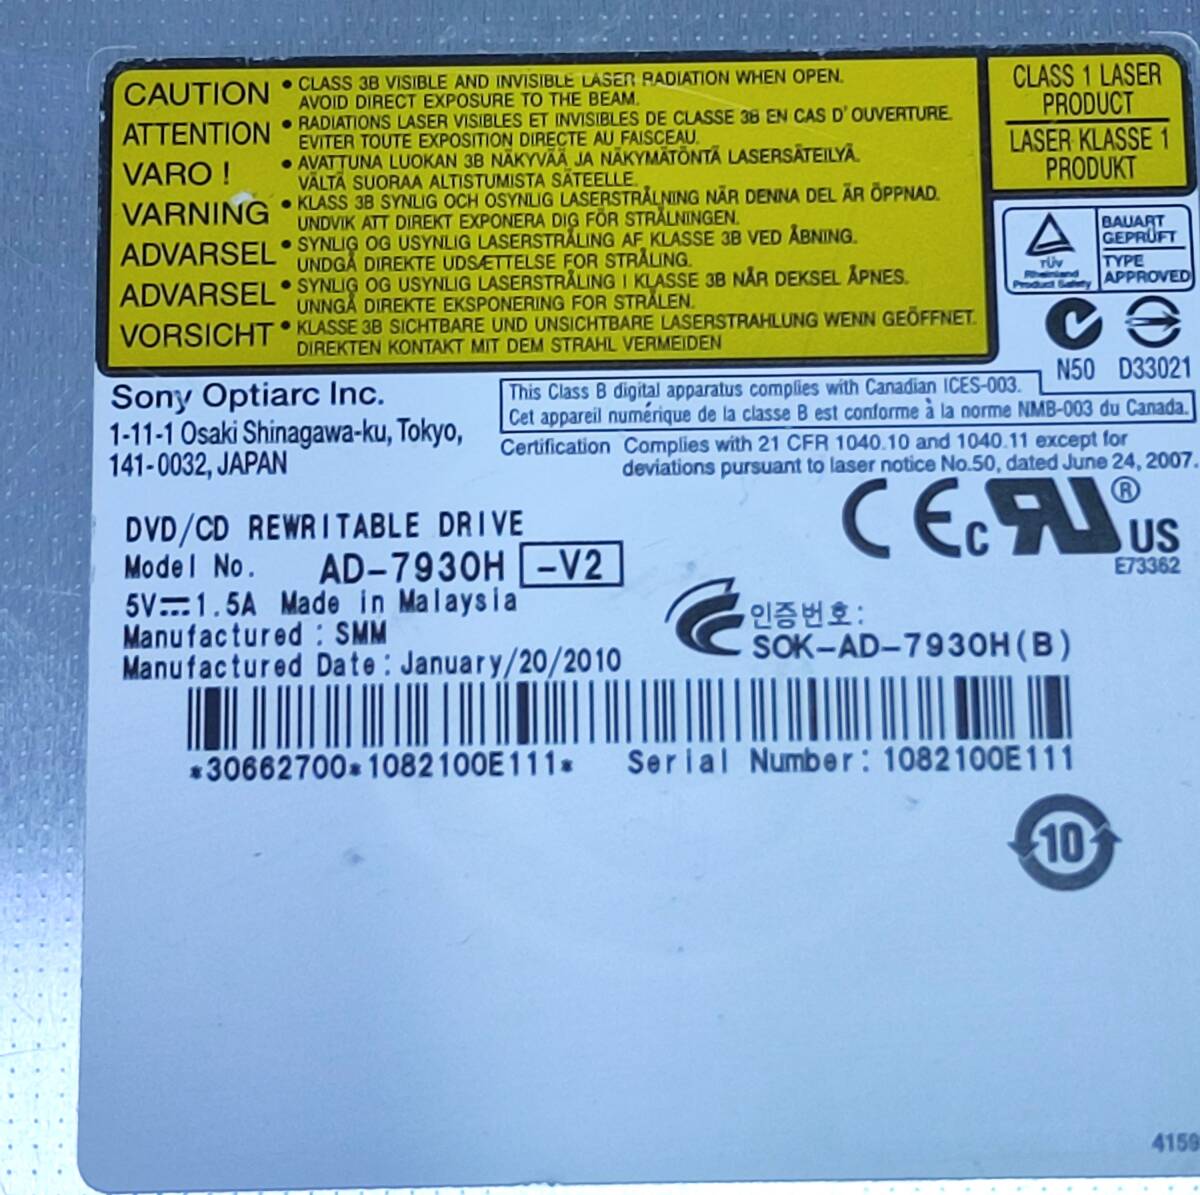 CAUTION • CLASS 3B VISIBLE AND INVISIBLE LASER RADIATION WHEN OPEN.
AVOID DIRECT EXPOSURE TO THE BEAM.
ATTENTION • RADIATIONS LASER VISIBLES ET INVISIBLES DE CLASSE 3B EN CAS D' OUVERTURE.
EVITER TOUTE EXPOSITION DIRECTE AU FAISCEAU.
VARO ! • AVATTUNA LUOKAN 3B NÄKYVÄÄ JA NÄKYMÄTÖNTÄ LASERSÄTEILYÄ.
VÄLTÄ SUORAA ALTISTUMISTA SÄTEELLE.
VARNING • KLASS 3B SYNLIG OCH OSYNLIG LASERSTRÅLNING NÄR DENNA DEL ÄR ÖPPNAD.
UNDVIK ATT DIREKT EXPONERA DIG FÖR STRÅLNINGEN.
ADVARSEL • SYNLIG OG USYNLIG LASERSTRÅLING AF KLASSE 3B VED ÅBNING.
UNDGÅ DIREKTE UDSÆTTELSE FOR STRÅLING.
ADVARSEL • SYNLIG OG USYNLIG LASERSTRÅLING I KLASSE 3B NÅR DEKSEL ÅPNES.
UNNGÅ DIREKTE EKSPONERING FOR STRÅLEN.
VORSICHT • KLASSE 3B SICHTBARE UND UNSICHTBARE LASERSTRAHLUNG WENN GEÖFFNET.
DIREKTEN KONTAKT MIT DEM STRAHL VERMEIDEN
CLASS 1 LASER
PRODUCT
LASER KLASSE 1
PRODUKT
TÜV
Rheinland
Product Safety
BAUART
GEPRÜFT
TYPE
APPROVED
N50 D33021
Sony Optiarc Inc.
1-11-1 Osaki Shinagawa-ku, Tokyo,
141-0032, JAPAN
This Class B digital apparatus complies with Canadian ICES-003.
Cet appareil numérique de la classe B est conforme à la norme NMB-003 du Canada.
Certification Complies with 21 CFR 1040.10 and 1040.11 except for
deviations pursuant to laser notice No.50, dated June 24, 2007.
CE c RU ® US
E73362
DVD/CD REWRITABLE DRIVE
Model No. AD-7930H -V2
5V⎓1.5A Made in Malaysia
Manufactured : SMM
Manufactured Date : January/20/2010
인증번호:
SOK-AD-7930H(B)
*30662700*1082100E111* Serial Number: 1082100E111
10
4159